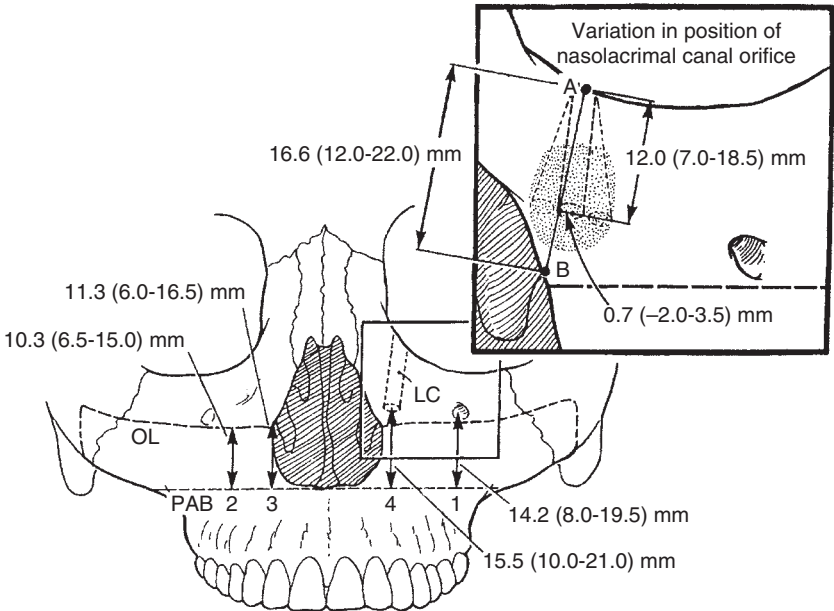 Variation in position of
nasolacrimal canal orifice
A
16.6 (12.0-22.0) mm
12.0 (7.0-18.5) mm
B
0.7 (–2.0-3.5) mm
11.3 (6.0-16.5) mm
10.3 (6.5-15.0) mm
LC
OL
PAB 2 3 4 1
14.2 (8.0-19.5) mm
15.5 (10.0-21.0) mm